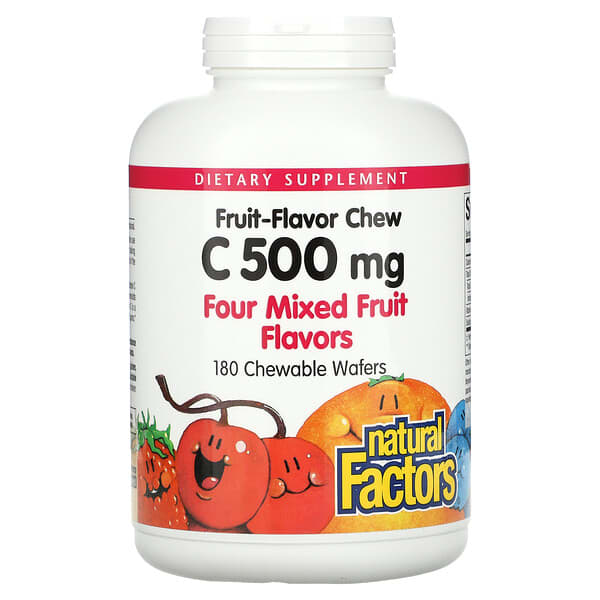 DIETARY SUPPLEMENT
Fruit-Flavor Chew
C 500 mg
Four Mixed Fruit
Flavors
180 Chewable Wafers
natural
Factors